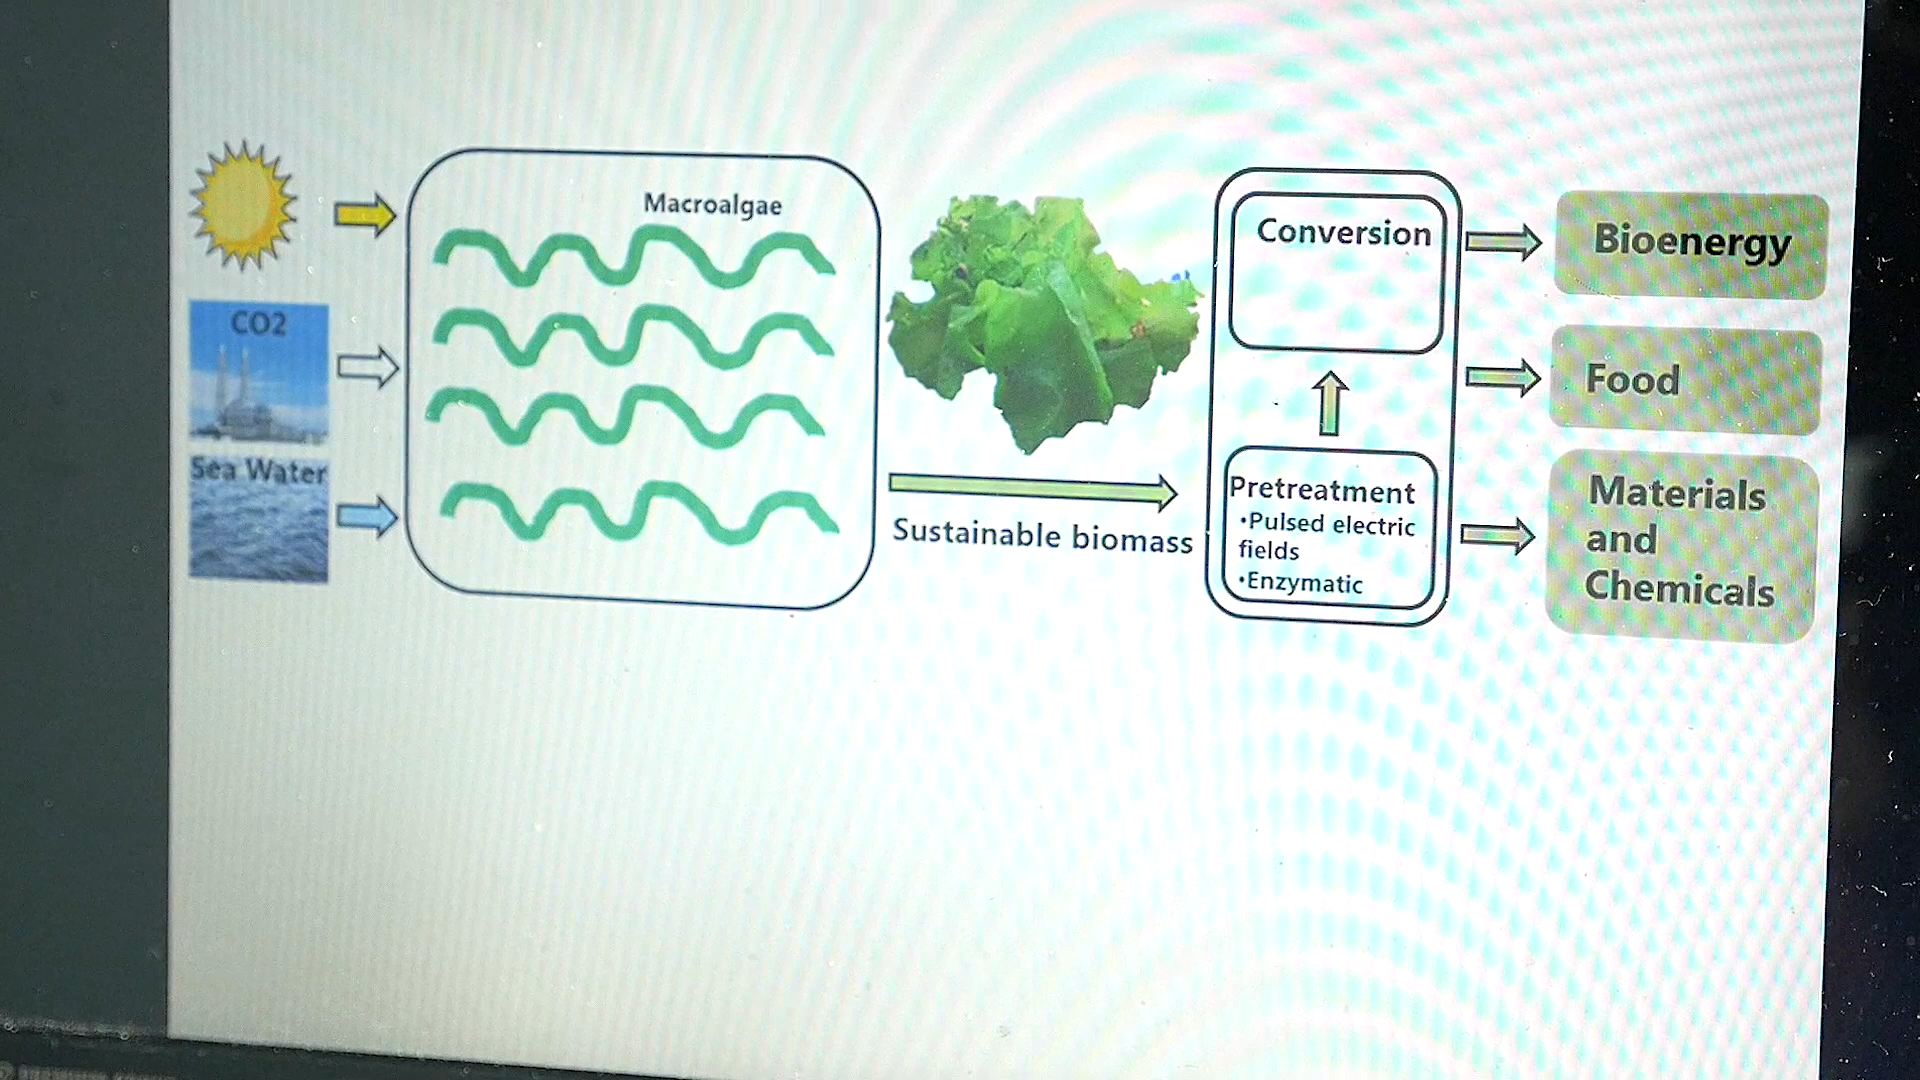 Macroalgae
CO2
Sea Water
Sustainable biomass
Conversion
Pretreatment
•Pulsed electric
fields
•Enzymatic
Bioenergy
Food
Materials
and
Chemicals